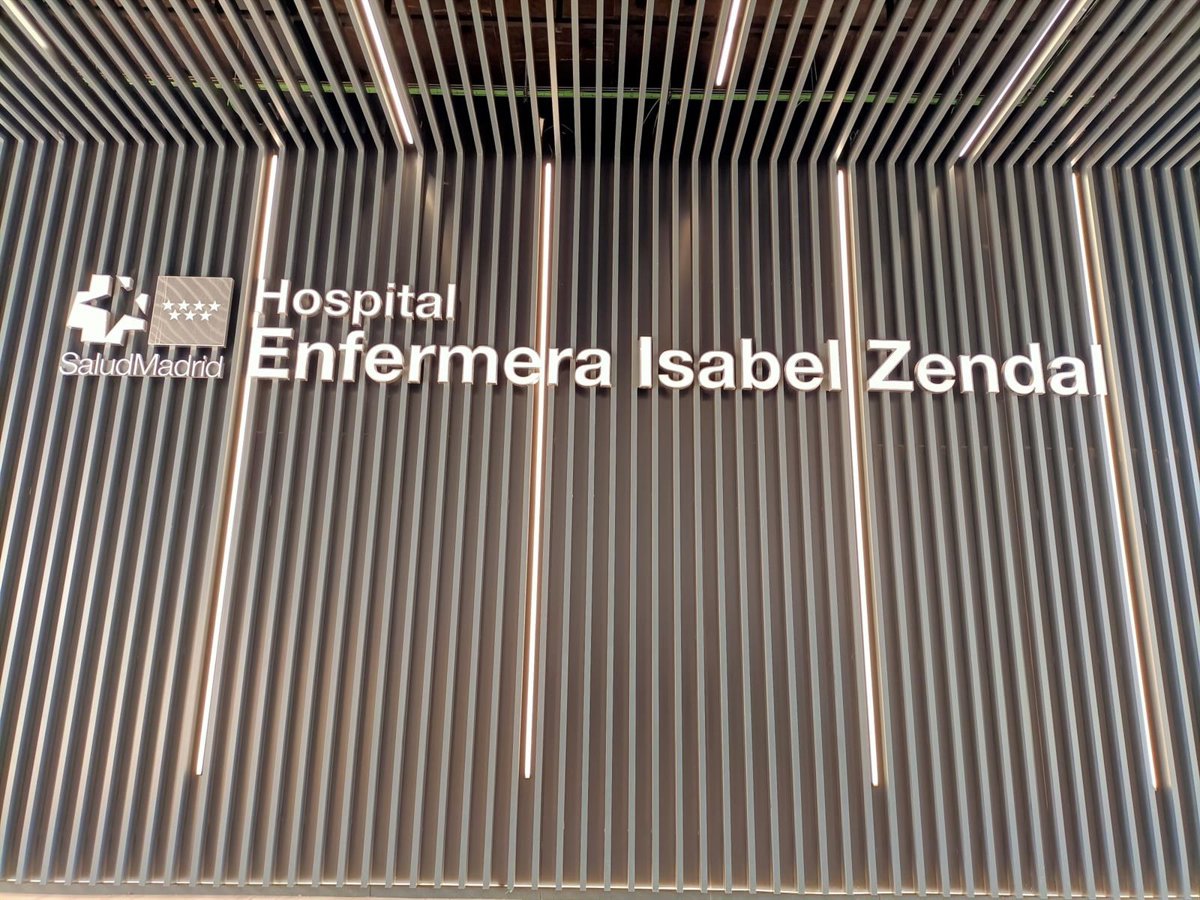 SaludMadrid
Hospital
Enfermera Isabel Zendal